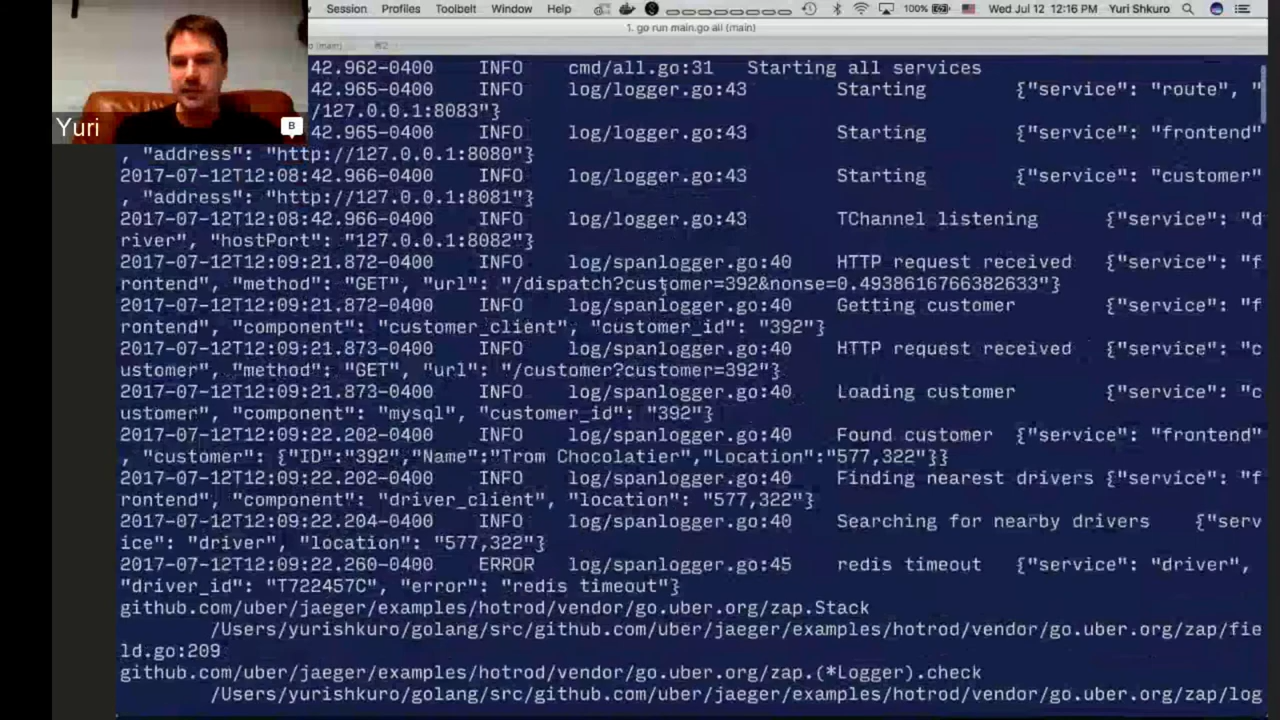 Session Profiles Toolbelt Window Help 100% Wed Jul 12 12:16 PM Yuri Shkuro
1. go run main.go all (main)
(main) ⌘2
42.962-0400 INFO cmd/all.go:31 Starting all services
42.965-0400 INFO log/logger.go:43 Starting {"service": "route", "
/127.0.0.1:8083"}
Yuri B
42.965-0400 INFO log/logger.go:43 Starting {"service": "frontend"
, "address": "http://127.0.0.1:8080"}
2017-07-12T12:08:42.966-0400 INFO log/logger.go:43 Starting {"service": "customer"
, "address": "http://127.0.0.1:8081"}
2017-07-12T12:08:42.966-0400 INFO log/logger.go:43 TChannel listening {"service": "d
river", "hostPort": "127.0.0.1:8082"}
2017-07-12T12:09:21.872-0400 INFO log/spanlogger.go:40 HTTP request received {"service": "f
rontend", "method": "GET", "url": "/dispatch?customer=392&nonse=0.4938616766382633"}
2017-07-12T12:09:21.872-0400 INFO log/spanlogger.go:40 Getting customer {"service": "f
rontend", "component": "customer_client", "customer_id": "392"}
2017-07-12T12:09:21.873-0400 INFO log/spanlogger.go:40 HTTP request received {"service": "c
ustomer", "method": "GET", "url": "/customer?customer=392"}
2017-07-12T12:09:21.873-0400 INFO log/spanlogger.go:40 Loading customer {"service": "c
ustomer", "component": "mysql", "customer_id": "392"}
2017-07-12T12:09:22.202-0400 INFO log/spanlogger.go:40 Found customer {"service": "frontend"
, "customer": {"ID":"392","Name":"Trom Chocolatier","Location":"577,322"}}
2017-07-12T12:09:22.202-0400 INFO log/spanlogger.go:40 Finding nearest drivers {"service": "f
rontend", "component": "driver_client", "location": "577,322"}
2017-07-12T12:09:22.204-0400 INFO log/spanlogger.go:40 Searching for nearby drivers {"serv
ice": "driver", "location": "577,322"}
2017-07-12T12:09:22.260-0400 ERROR log/spanlogger.go:45 redis timeout {"service": "driver",
"driver_id": "T722457C", "error": "redis timeout"}
github.com/uber/jaeger/examples/hotrod/vendor/go.uber.org/zap.Stack
/Users/yurishkuro/golang/src/github.com/uber/jaeger/examples/hotrod/vendor/go.uber.org/zap/fie
ld.go:209
github.com/uber/jaeger/examples/hotrod/vendor/go.uber.org/zap.(*Logger).check
/Users/yurishkuro/golang/src/github.com/uber/jaeger/examples/hotrod/vendor/go.uber.org/zap/log